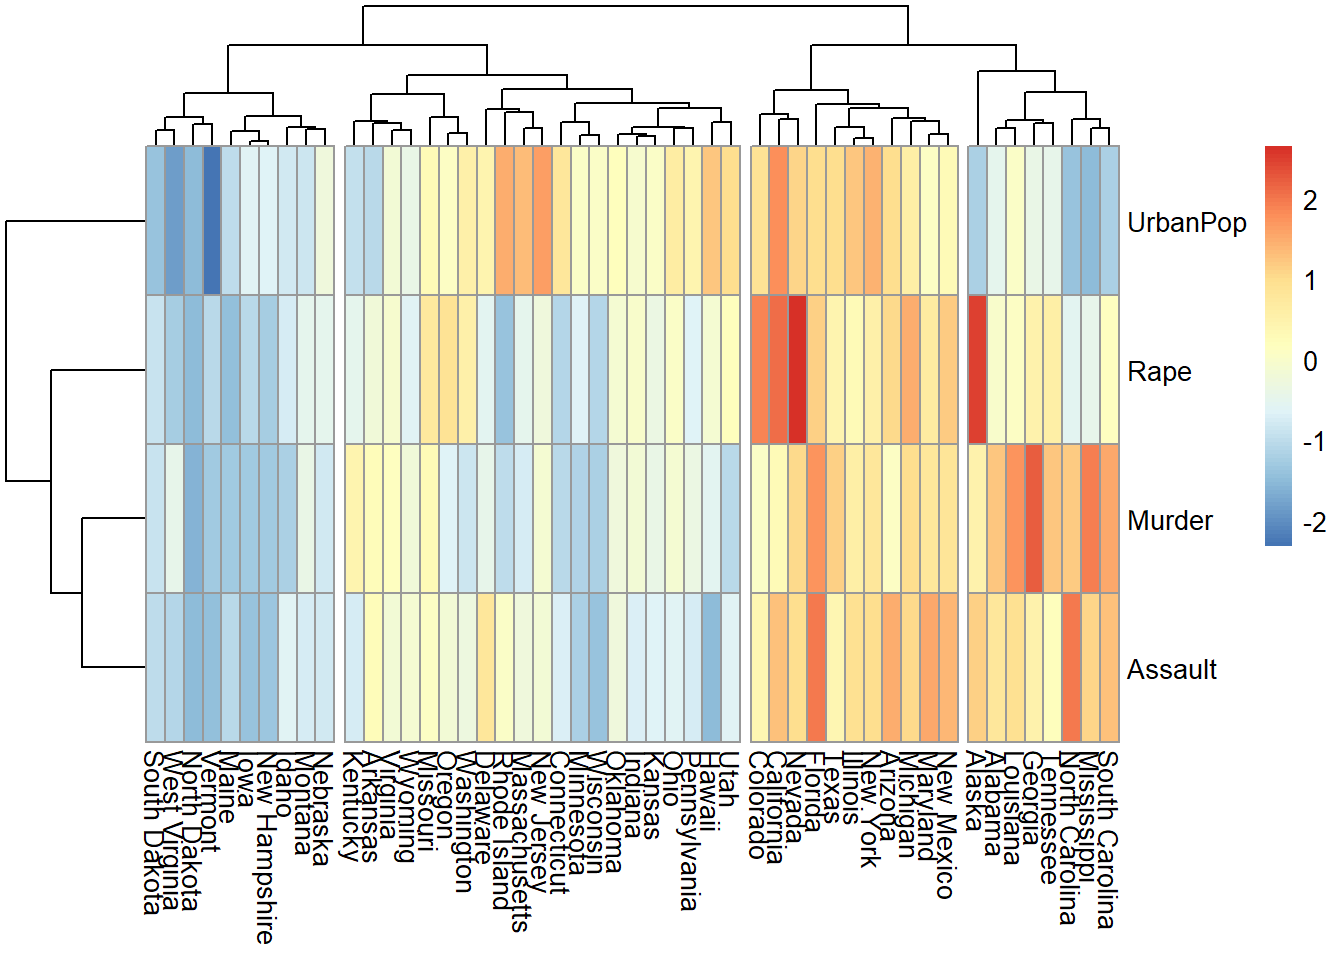 UrbanPop
Rape
Murder
Assault
2
1
0
-1
-2
South Dakota
West Virginia
North Dakota
Vermont
Maine
Iowa
New Hampshire
Idaho
Montana
Nebraska
Kentucky
Arkansas
Virginia
Wyoming
Missouri
Oregon
Washington
Delaware
Rhode Island
Massachusetts
New Jersey
Connecticut
Minnesota
Wisconsin
Oklahoma
Indiana
Kansas
Ohio
Pennsylvania
Hawaii
Utah
Colorado
California
Nevada
Florida
Texas
Illinois
New York
Arizona
Michigan
Maryland
New Mexico
Alaska
Alabama
Louisiana
Georgia
Tennessee
North Carolina
Mississippi
South Carolina